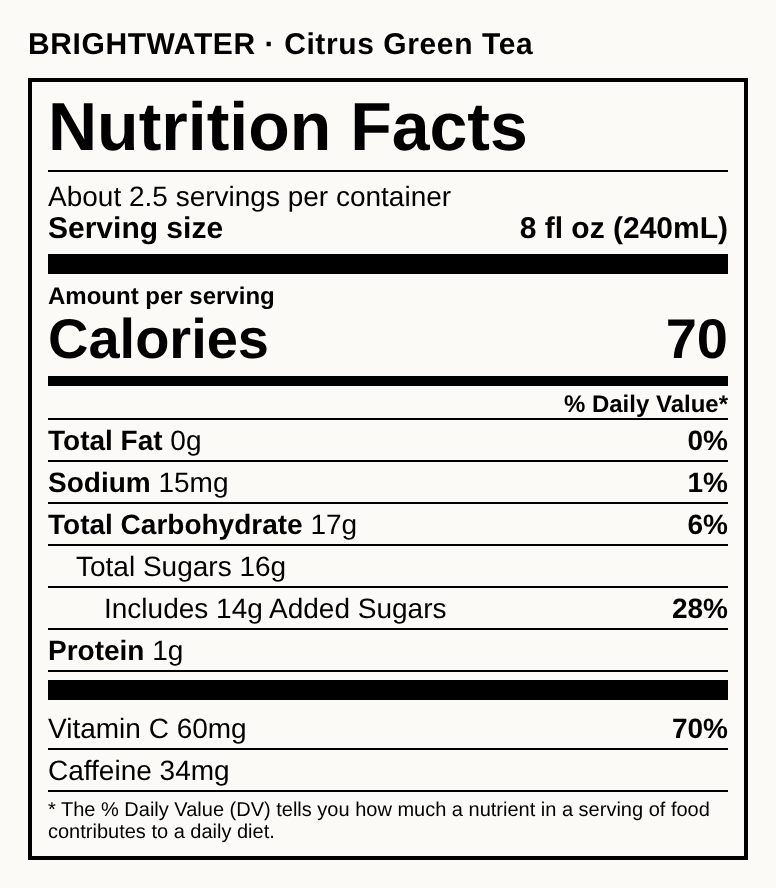 BRIGHTWATER · Citrus Green Tea
Nutrition Facts
About 2.5 servings per container
Serving size 8 fl oz (240mL)
Amount per serving
Calories 70
% Daily Value*
Total Fat 0g 0%
Sodium 15mg 1%
Total Carbohydrate 17g 6%
Total Sugars 16g
Includes 14g Added Sugars 28%
Protein 1g
Vitamin C 60mg 70%
Caffeine 34mg
* The % Daily Value (DV) tells you how much a nutrient in a serving of food
contributes to a daily diet.